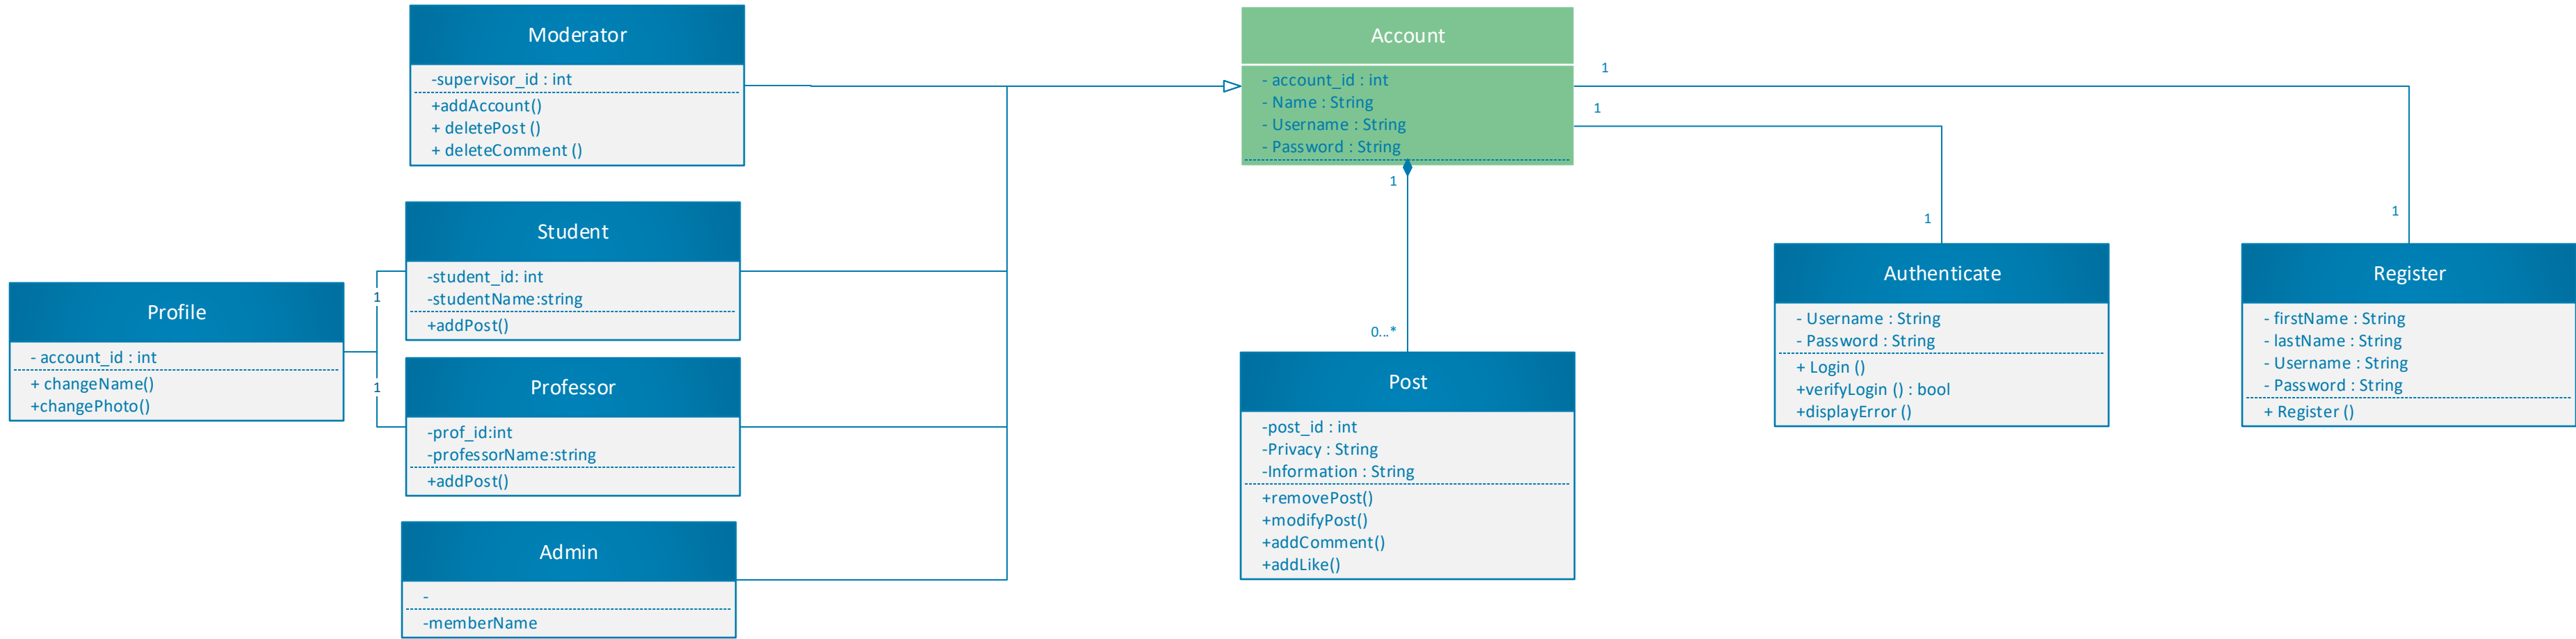 Moderator
-supervisor_id : int
+addAccount()
+ deletePost ()
+ deleteComment ()
Account
- account_id : int
- Name : String
- Username : String
- Password : String
1
1
1
0...*
1
1
Student
-student_id: int
-studentName:string
+addPost()
Profile
- account_id : int
+ changeName()
+changePhoto()
1
1
Professor
-prof_id:int
-professorName:string
+addPost()
Admin
-
-memberName
Post
-post_id : int
-Privacy : String
-Information : String
+removePost()
+modifyPost()
+addComment()
+addLike()
Authenticate
- Username : String
- Password : String
+ Login ()
+verifyLogin () : bool
+displayError ()
Register
- firstName : String
- lastName : String
- Username : String
- Password : String
+ Register ()